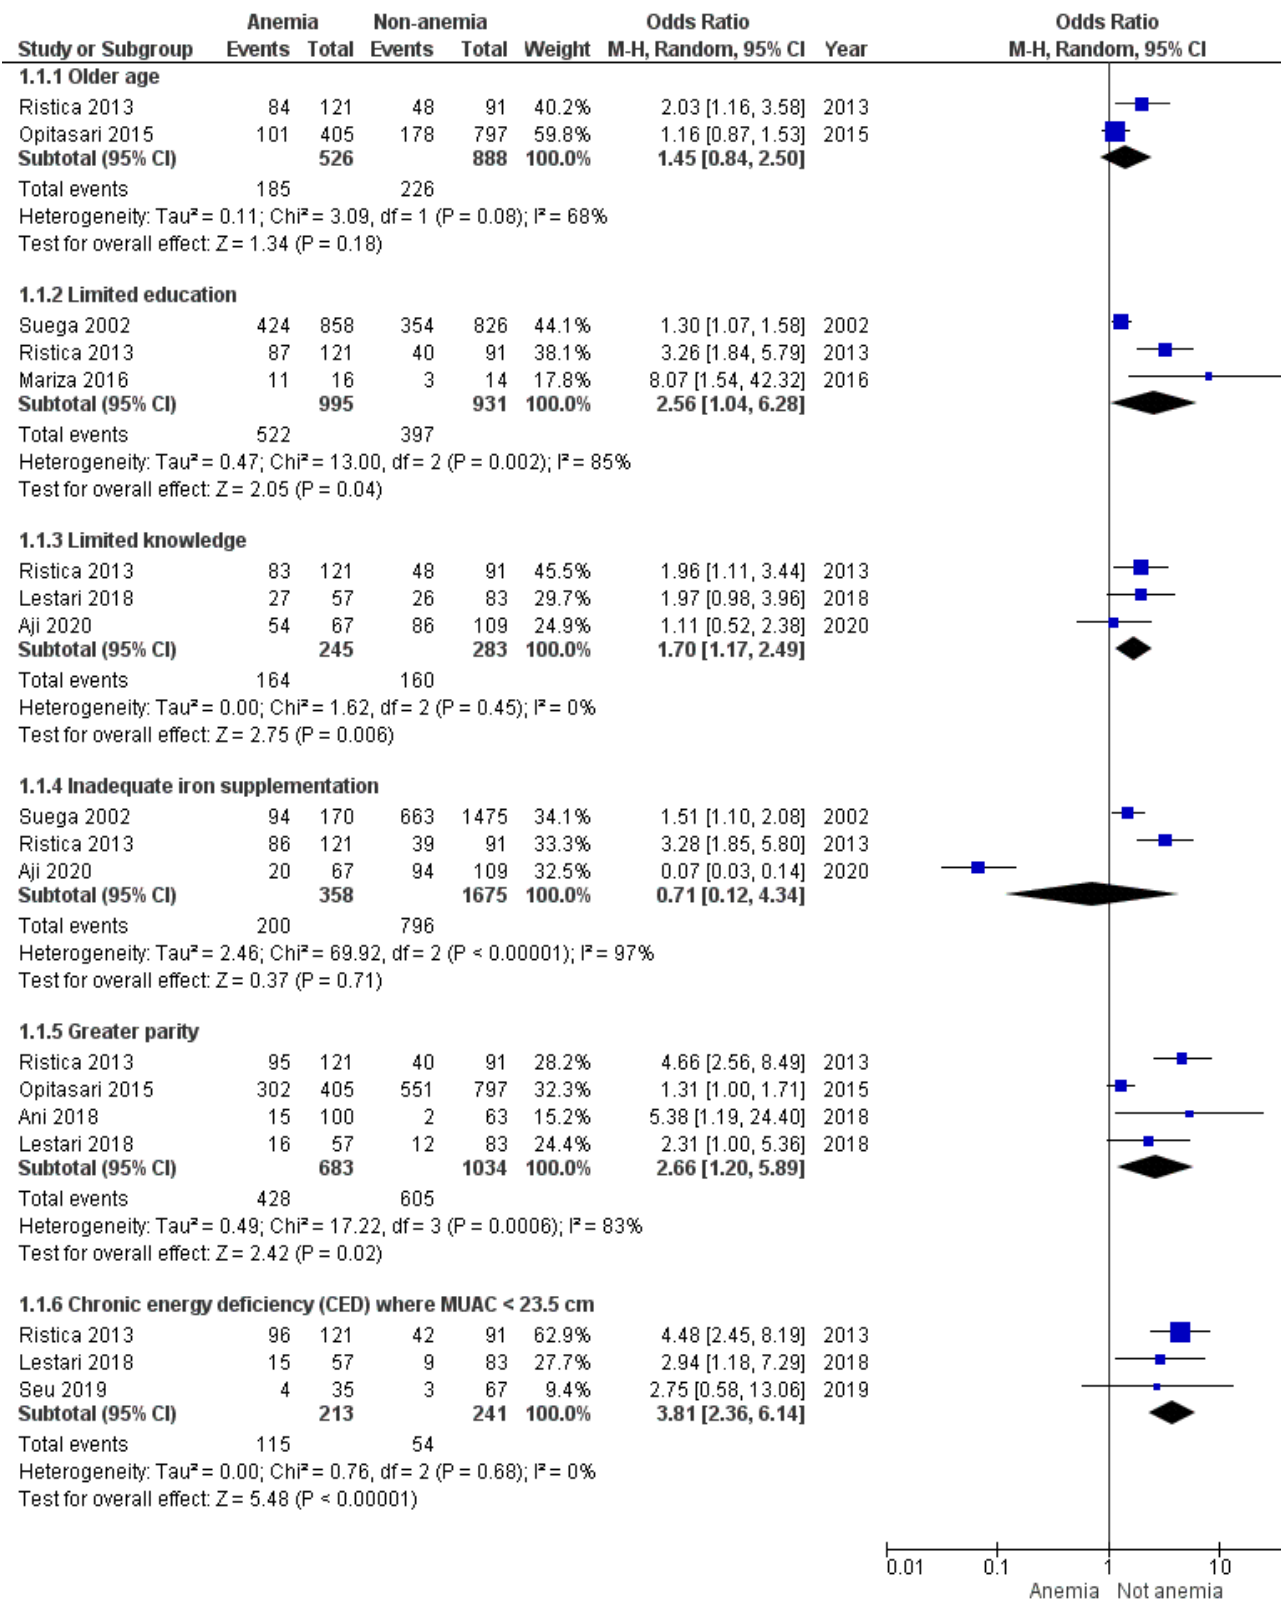 Anemia Non-anemia Odds Ratio Odds Ratio
Study or Subgroup Events Total Events Total Weight M-H, Random, 95% CI Year M-H, Random, 95% CI
1.1.1 Older age
Ristica 2013 84 121 48 91 40.2% 2.03 [1.16, 3.58] 2013
Opitasari 2015 101 405 178 797 59.8% 1.16 [0.87, 1.53] 2015
Subtotal (95% CI) 526 888 100.0% 1.45 [0.84, 2.50]
Total events 185 226
Heterogeneity: Tau² = 0.11; Chi² = 3.09, df = 1 (P = 0.08); I² = 68%
Test for overall effect: Z = 1.34 (P = 0.18)
1.1.2 Limited education
Suega 2002 424 858 354 826 44.1% 1.30 [1.07, 1.58] 2002
Ristica 2013 87 121 40 91 38.1% 3.26 [1.84, 5.79] 2013
Mariza 2016 11 16 3 14 17.8% 8.07 [1.54, 42.32] 2016
Subtotal (95% CI) 995 931 100.0% 2.56 [1.04, 6.28]
Total events 522 397
Heterogeneity: Tau² = 0.47; Chi² = 13.00, df = 2 (P = 0.002); I² = 85%
Test for overall effect: Z = 2.05 (P = 0.04)
1.1.3 Limited knowledge
Ristica 2013 83 121 48 91 45.5% 1.96 [1.11, 3.44] 2013
Lestari 2018 27 57 26 83 29.7% 1.97 [0.98, 3.96] 2018
Aji 2020 54 67 86 109 24.9% 1.11 [0.52, 2.38] 2020
Subtotal (95% CI) 245 283 100.0% 1.70 [1.17, 2.49]
Total events 164 160
Heterogeneity: Tau² = 0.00; Chi² = 1.62, df = 2 (P = 0.45); I² = 0%
Test for overall effect: Z = 2.75 (P = 0.006)
1.1.4 Inadequate iron supplementation
Suega 2002 94 170 663 1475 34.1% 1.51 [1.10, 2.08] 2002
Ristica 2013 86 121 39 91 33.3% 3.28 [1.85, 5.80] 2013
Aji 2020 20 67 94 109 32.5% 0.07 [0.03, 0.14] 2020
Subtotal (95% CI) 358 1675 100.0% 0.71 [0.12, 4.34]
Total events 200 796
Heterogeneity: Tau² = 2.46; Chi² = 69.92, df = 2 (P < 0.00001); I² = 97%
Test for overall effect: Z = 0.37 (P = 0.71)
1.1.5 Greater parity
Ristica 2013 95 121 40 91 28.2% 4.66 [2.56, 8.49] 2013
Opitasari 2015 302 405 551 797 32.3% 1.31 [1.00, 1.71] 2015
Ani 2018 15 100 2 63 15.2% 5.38 [1.19, 24.40] 2018
Lestari 2018 16 57 12 83 24.4% 2.31 [1.00, 5.36] 2018
Subtotal (95% CI) 683 1034 100.0% 2.66 [1.20, 5.89]
Total events 428 605
Heterogeneity: Tau² = 0.49; Chi² = 17.22, df = 3 (P = 0.0006); I² = 83%
Test for overall effect: Z = 2.42 (P = 0.02)
1.1.6 Chronic energy deficiency (CED) where MUAC < 23.5 cm
Ristica 2013 96 121 42 91 62.9% 4.48 [2.45, 8.19] 2013
Lestari 2018 15 57 9 83 27.7% 2.94 [1.18, 7.29] 2018
Seu 2019 4 35 3 67 9.4% 2.75 [0.58, 13.06] 2019
Subtotal (95% CI) 213 241 100.0% 3.81 [2.36, 6.14]
Total events 115 54
Heterogeneity: Tau² = 0.00; Chi² = 0.76, df = 2 (P = 0.68); I² = 0%
Test for overall effect: Z = 5.48 (P < 0.00001)
0.01 0.1 1 10
Anemia Not anemia